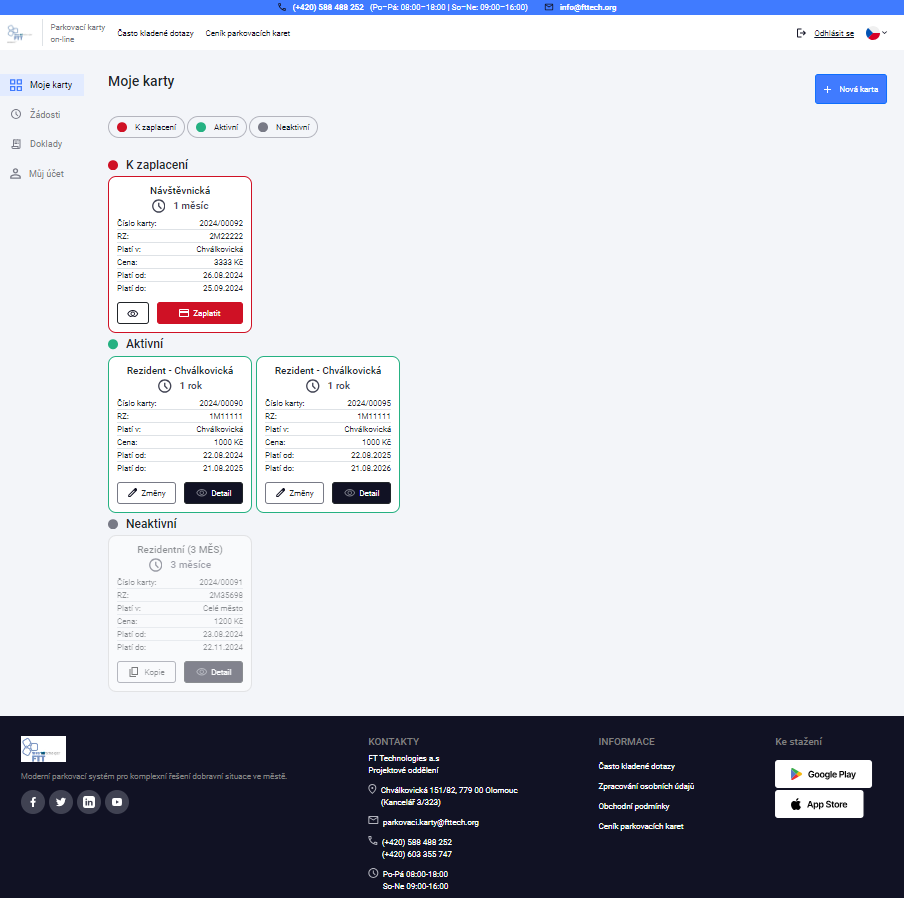 (+420) 588 488 252 (Po–Pá: 08:00–18:00 | So–Ne: 09:00–16:00) info@fttech.org
FIT
Parkovací karty
on-line
Často kladené dotazy Ceník parkovacích karet
Odhlásit se
Moje karty
Žádosti
Doklady
Můj účet
Moje karty
+ Nová karta
K zaplacení Aktivní Neaktivní
K zaplacení
Návštěvnická
1 měsíc
Číslo karty: 2024/00092
RZ: 2M22222
Platí v: Chválkovická
Cena: 3333 Kč
Platí od: 26.08.2024
Platí do: 25.09.2024
Zaplatit
Aktivní
Rezident - Chválkovická
1 rok
Číslo karty: 2024/00090
RZ: 1M11111
Platí v: Chválkovická
Cena: 1000 Kč
Platí od: 22.08.2024
Platí do: 21.08.2025
Změny Detail
Rezident - Chválkovická
1 rok
Číslo karty: 2024/00095
RZ: 1M11111
Platí v: Chválkovická
Cena: 1000 Kč
Platí od: 22.08.2025
Platí do: 21.08.2026
Změny Detail
Neaktivní
Rezidentní (3 MĚS)
3 měsíce
Číslo karty: 2024/00091
RZ: 2M35698
Platí v: Celé město
Cena: 1200 Kč
Platí od: 23.08.2024
Platí do: 22.11.2024
Kopie Detail
FIT
Moderní parkovací systém pro komplexní řešení dobravní situace ve městě.
KONTAKTY
FT Technologies a.s
Projektové oddělení
Chválkovická 151/82, 779 00 Olomouc
(Kancelář 3/323)
parkovaci.karty@fttech.org
(+420) 588 488 252
(+420) 603 355 747
Po-Pá 08:00-18:00
So-Ne 09:00-16:00
INFORMACE
Často kladené dotazy
Zpracování osobních údajů
Obchodní podmínky
Ceník parkovacích karet
Ke stažení
Google Play
App Store